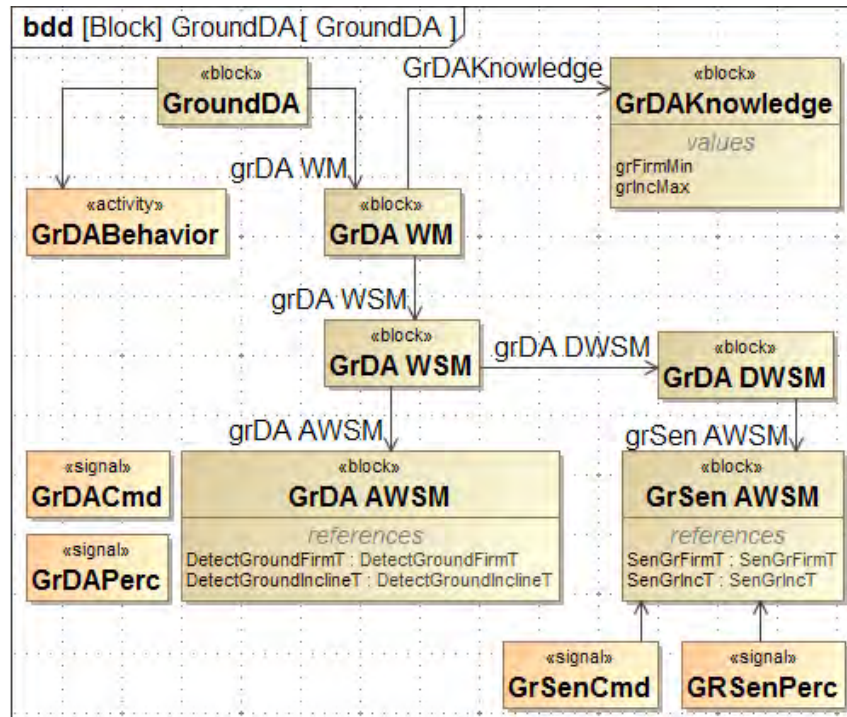 bdd [Block] GroundDA[ GroundDA ]
«block»
GroundDA
GrDAKnowledge
«block»
GrDAKnowledge
values
grFirmMin
grIncMax
grDA WM
«activity»
GrDABehavior
«block»
GrDA WM
grDA WSM
«block»
GrDA WSM
grDA DWSM
«block»
GrDA DWSM
grDA AWSM
grSen AWSM
«signal»
GrDACmd
«signal»
GrDAPerc
«block»
GrDA AWSM
references
DetectGroundFirmT : DetectGroundFirmT
DetectGroundInclineT : DetectGroundInclineT
«block»
GrSen AWSM
references
SenGrFirmT : SenGrFirmT
SenGrIncT : SenGrIncT
«signal»
GrSenCmd
«signal»
GRSenPerc